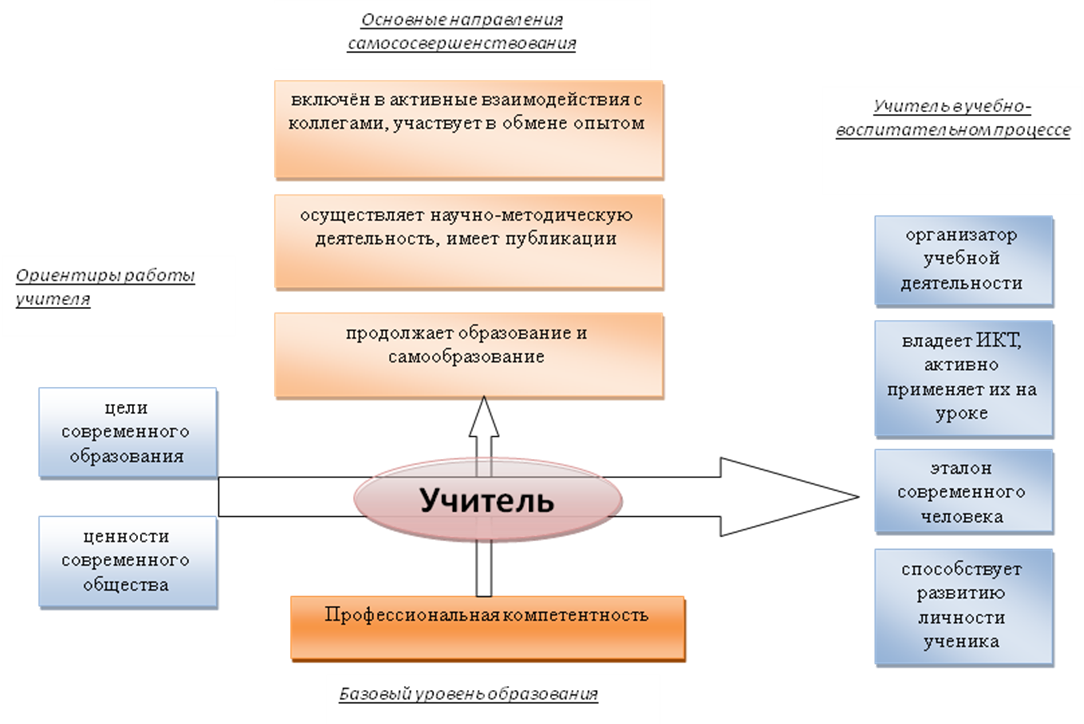 Основные направления
самососвершенствования
включён в активные взаимодействия с
коллегами, участвует в обмене опытом
осуществляет научно-методическую
деятельность, имеет публикации
продолжает образование и
самообразование
Ориентиры работы
учителя
цели
современного
образования
ценности
современного
общества
Учитель
Профессиональная компетентность
Базовый уровень образования
Учитель в учебно-
воспитательном процессе
организатор
учебной
деятельности
владеет ИКТ,
активно
применяет их на
уроке
эталон
современного
человека
способствует
развитию
личности
ученика